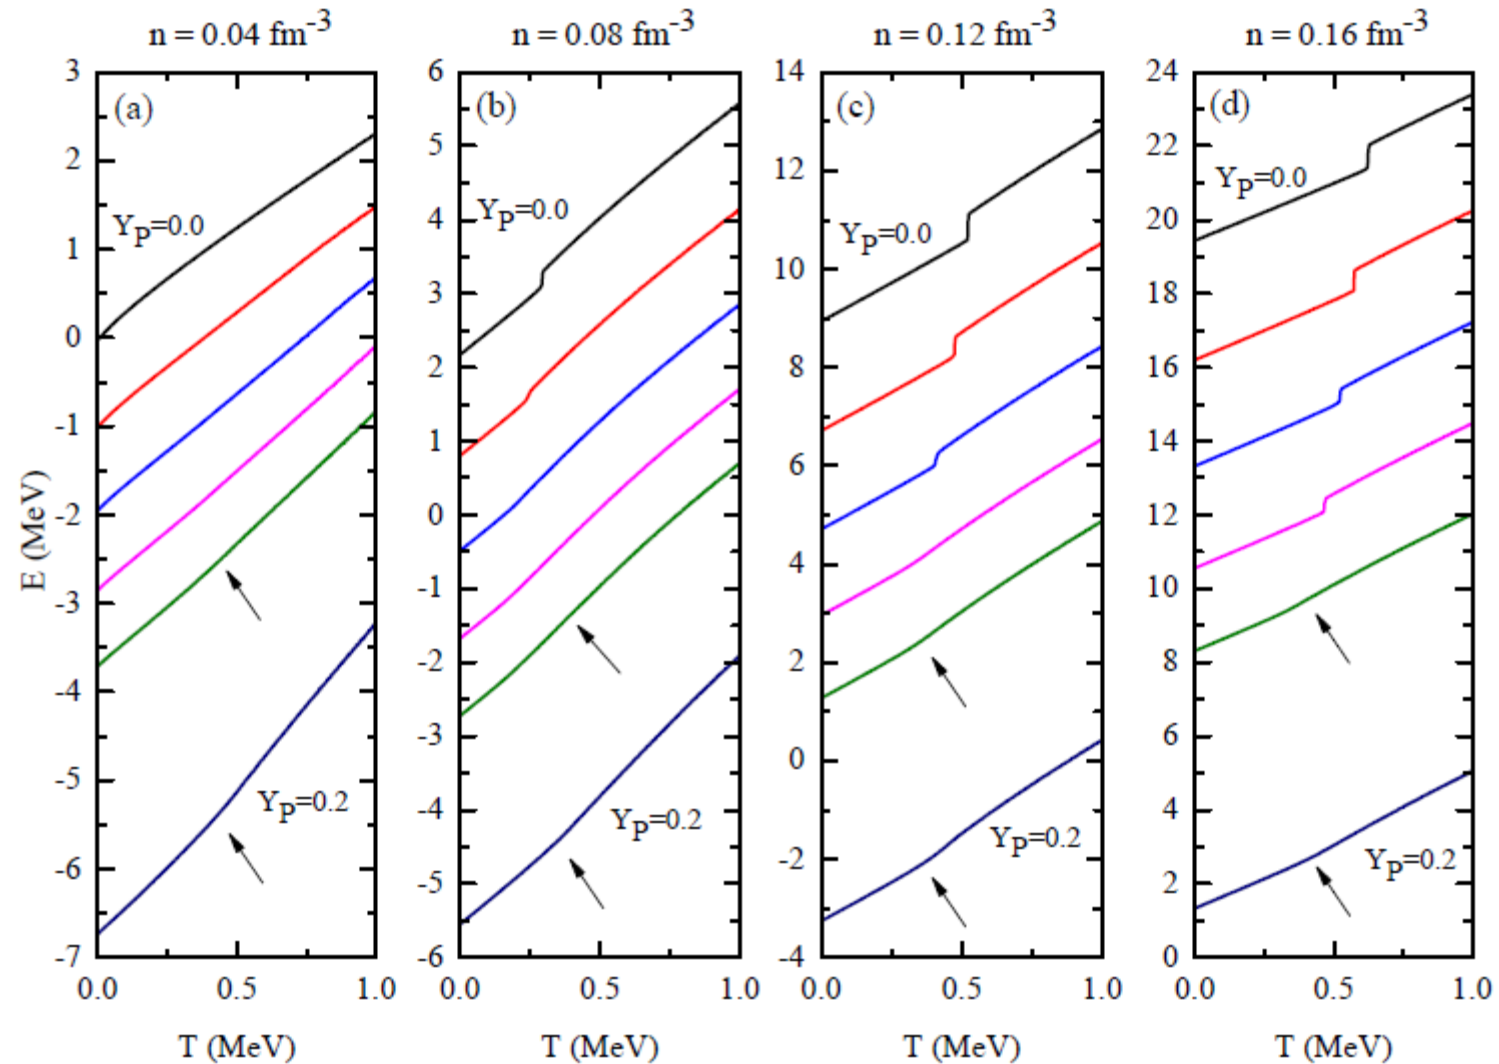 n = 0.04 fm-3
n = 0.08 fm-3
n = 0.12 fm-3
n = 0.16 fm-3
E (MeV)
(a)
3
2
1
0
-1
-2
-3
-4
-5
-6
-7
YP=0.0
YP=0.2
0.0 0.5 1.0
T (MeV)
(b)
6
5
4
3
2
1
0
-1
-2
-3
-4
-5
-6
YP=0.0
YP=0.2
0.0 0.5 1.0
T (MeV)
(c)
14
12
10
8
6
4
2
0
-2
-4
YP=0.0
YP=0.2
0.0 0.5 1.0
T (MeV)
(d)
24
22
20
18
16
14
12
10
8
6
4
2
0
YP=0.0
YP=0.2
0.0 0.5 1.0
T (MeV)